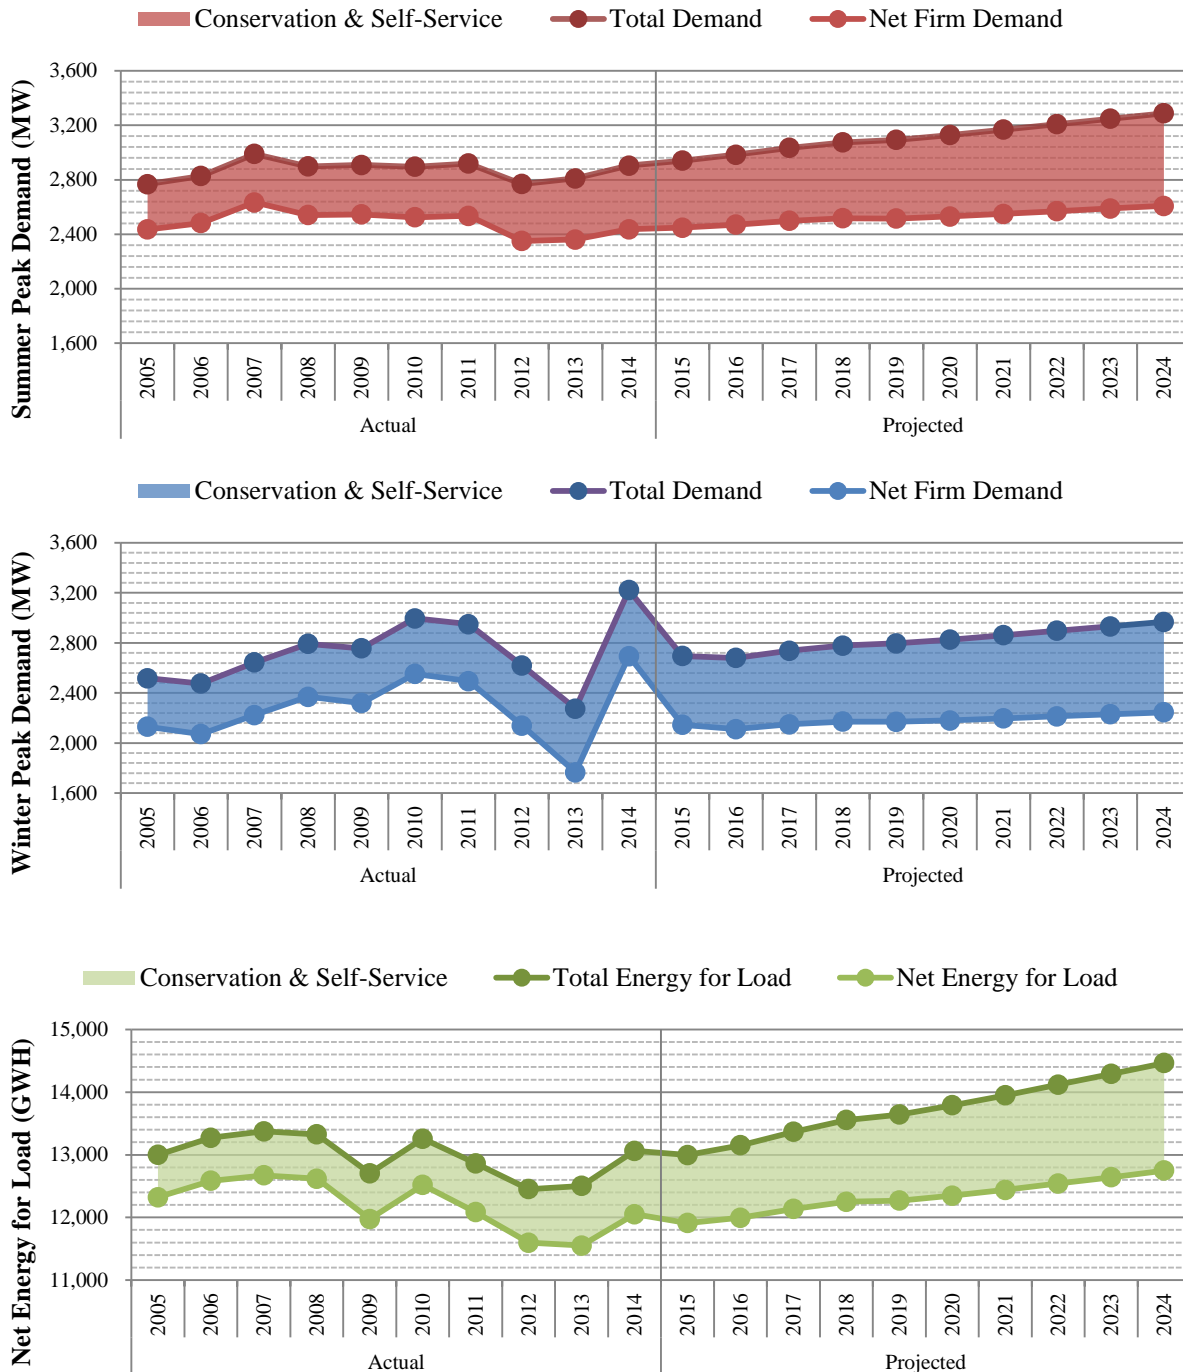 Conservation & Self-Service Total Demand Net Firm Demand
Summer Peak Demand (MW)
3,600
3,200
2,800
2,400
2,000
1,600
2005 2006 2007 2008 2009 2010 2011 2012 2013 2014 2015 2016 2017 2018 2019 2020 2021 2022 2023 2024
Actual Projected
Conservation & Self-Service Total Demand Net Firm Demand
Winter Peak Demand (MW)
3,600
3,200
2,800
2,400
2,000
1,600
2005 2006 2007 2008 2009 2010 2011 2012 2013 2014 2015 2016 2017 2018 2019 2020 2021 2022 2023 2024
Actual Projected
Conservation & Self-Service Total Energy for Load Net Energy for Load
Net Energy for Load (GWH)
15,000
14,000
13,000
12,000
11,000
2005 2006 2007 2008 2009 2010 2011 2012 2013 2014 2015 2016 2017 2018 2019 2020 2021 2022 2023 2024
Actual Projected